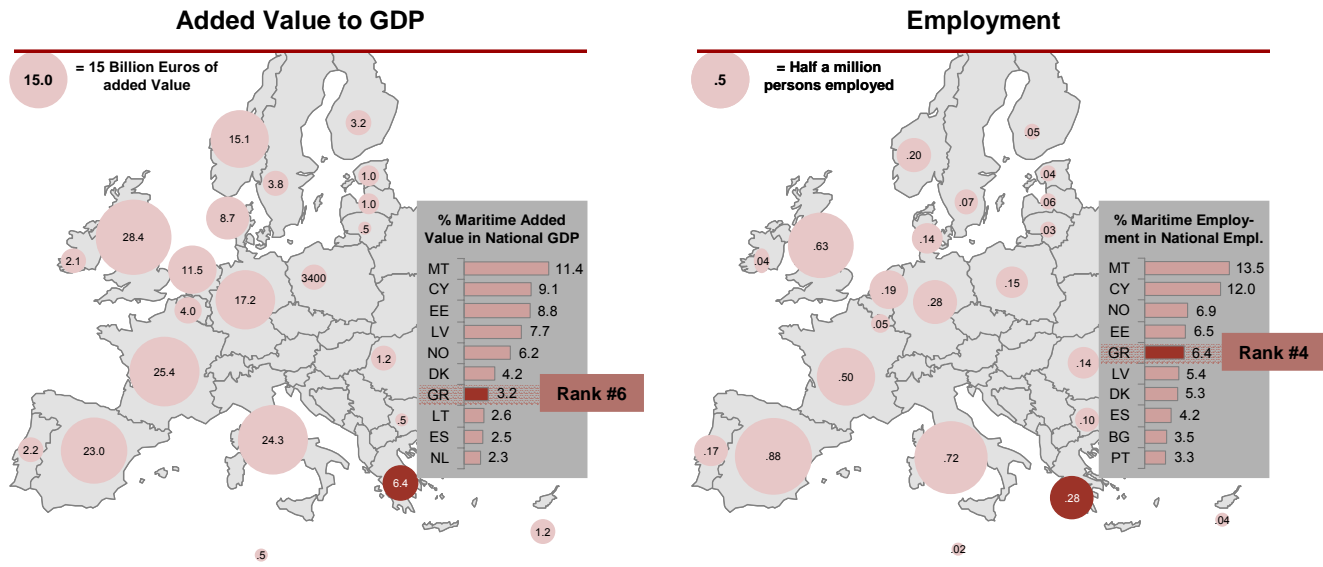 Added Value to GDP
15.0
= 15 Billion Euros of
added Value
15.1
3.2
3.8
1.0
1.0
.5
8.7
28.4
2.1
11.5
17.2
3400
4.0
25.4
1.2
.5
24.3
2.2
23.0
6.4
1.2
.5
% Maritime Added
Value in National GDP
MT 11.4
CY 9.1
EE 8.8
LV 7.7
NO 6.2
DK 4.2
GR 3.2
Rank #6
LT 2.6
ES 2.5
NL 2.3
Employment
.5
= Half a million
persons employed
.05
.20
.04
.07
.06
.03
.14
.63
.04
.19
.28
.15
.05
.50
.14
.10
.17
.88
.72
.28
.04
.02
% Maritime Employ-
ment in National Empl.
MT 13.5
CY 12.0
NO 6.9
EE 6.5
GR 6.4
Rank #4
LV 5.4
DK 5.3
ES 4.2
BG 3.5
PT 3.3